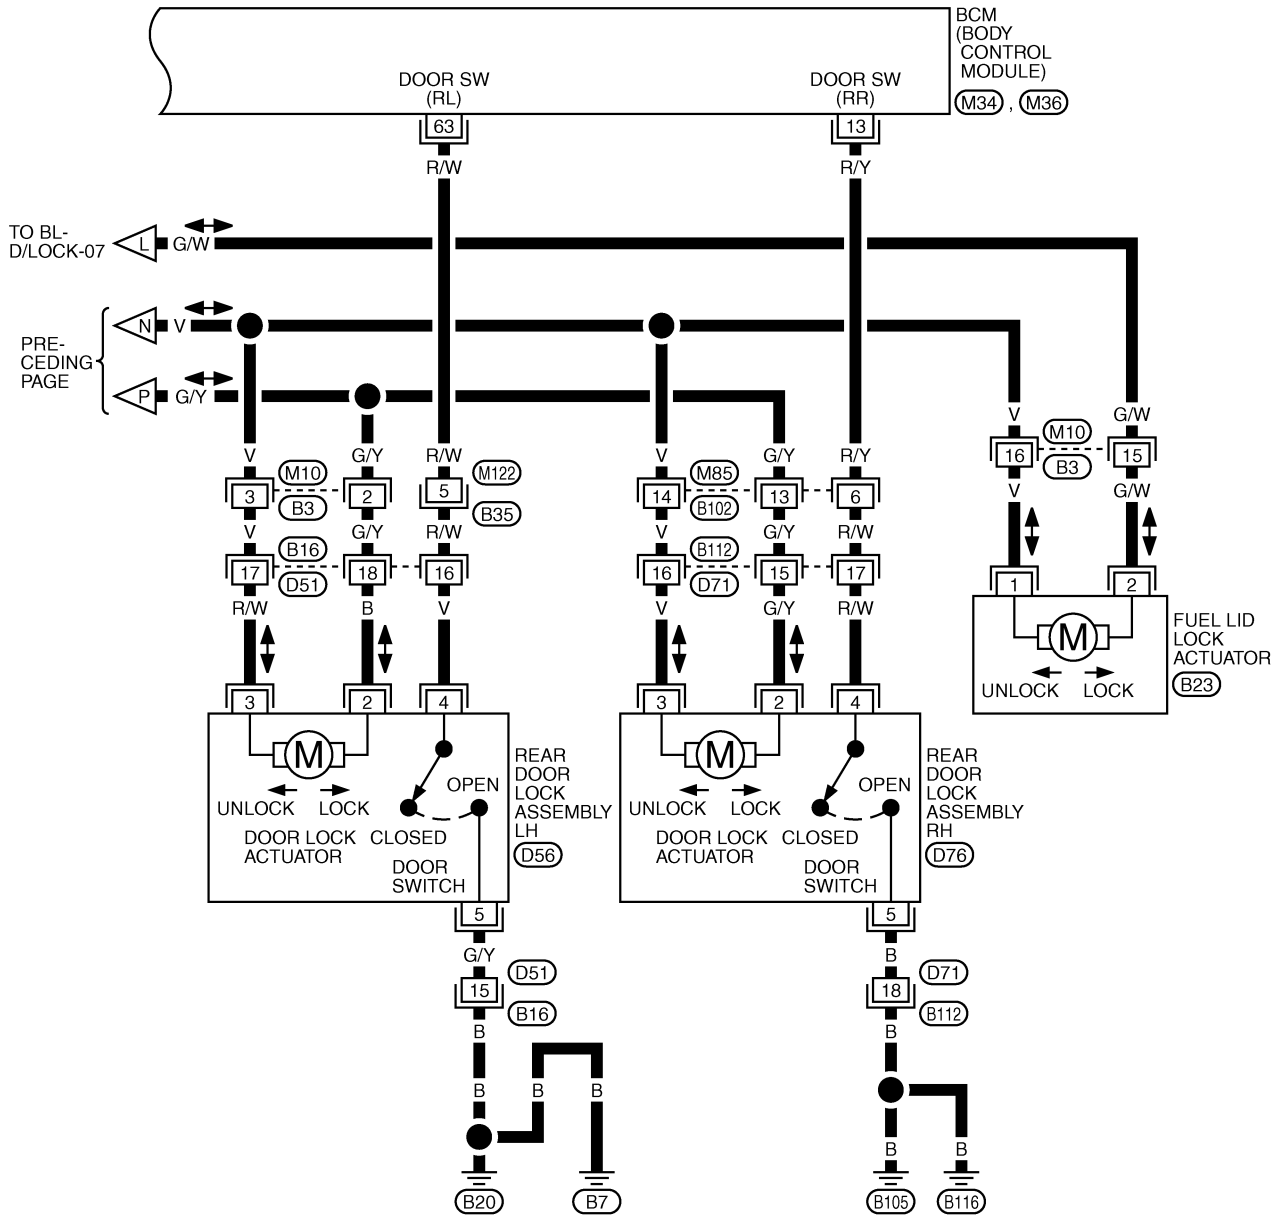 BCM
(BODY
CONTROL
MODULE)
M34 , M36
DOOR SW
(RL)
DOOR SW
(RR)
63
13
R/W
R/Y
TO BL-
D/LOCK-07
L
G/W
PRE-
CEDING
PAGE
N
V
P
G/Y
V
G/Y
R/W
V
G/Y
R/Y
V
G/W
M10
M122
M85
M10
3
2
5
14
13
6
16
15
B3
B35
B102
B3
V
G/Y
R/W
V
G/Y
R/W
V
G/W
B16
B112
17
18
16
16
15
17
D51
D71
1
2
R/W
B
V
V
G/Y
R/W
M
FUEL LID
LOCK
ACTUATOR
B23
UNLOCK
LOCK
3
2
4
3
2
4
M
UNLOCK
LOCK
DOOR LOCK
ACTUATOR
OPEN
CLOSED
DOOR
SWITCH
REAR
DOOR
LOCK
ASSEMBLY
LH
D56
M
UNLOCK
LOCK
DOOR LOCK
ACTUATOR
OPEN
CLOSED
DOOR
SWITCH
REAR
DOOR
LOCK
ASSEMBLY
RH
D76
5
5
G/Y
B
D51
D71
15
18
B16
B112
B
B
B
B
B
B
B
B20
B7
B105
B116